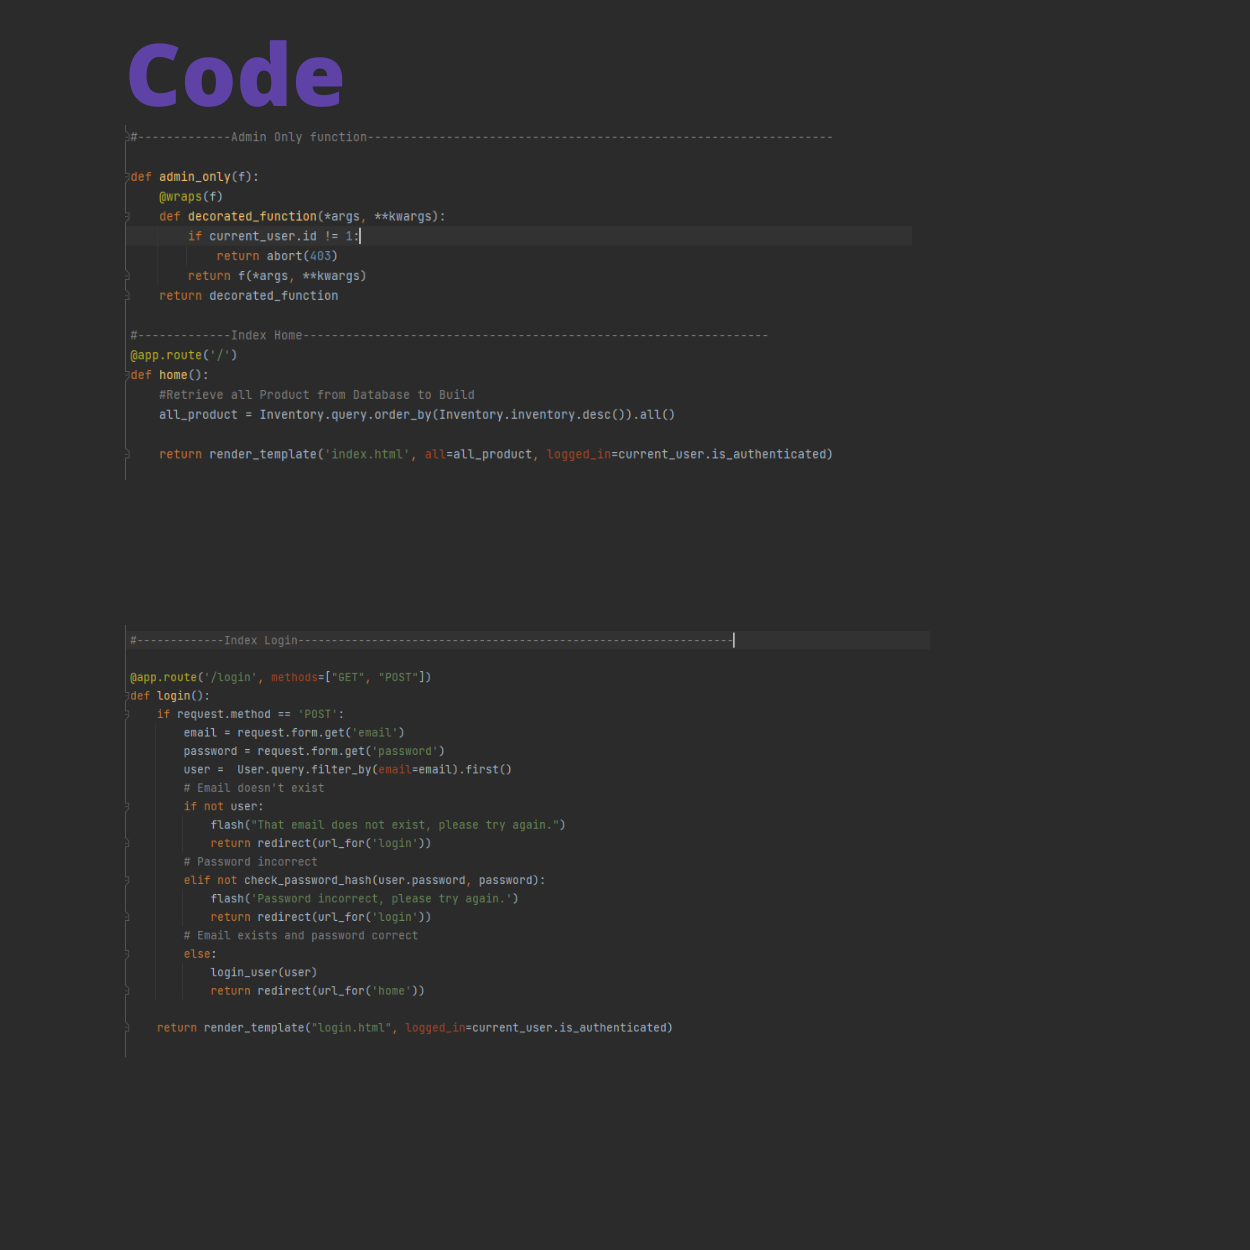 Code
#-------------Admin Only function-----------------------------------------------------------------
def admin_only(f):
    @wraps(f)
    def decorated_function(*args, **kwargs):
        if current_user.id != 1:
            return abort(403)
        return f(*args, **kwargs)
    return decorated_function
#-------------Index Home-----------------------------------------------------------------
@app.route('/')
def home():
    #Retrieve all Product from Database to Build
    all_product = Inventory.query.order_by(Inventory.inventory.desc()).all()
    return render_template('index.html', all=all_product, logged_in=current_user.is_authenticated)
#-------------Index Login-----------------------------------------------------------------
@app.route('/login', methods=["GET", "POST"])
def login():
    if request.method == 'POST':
        email = request.form.get('email')
        password = request.form.get('password')
        user =  User.query.filter_by(email=email).first()
        # Email doesn't exist
        if not user:
            flash("That email does not exist, please try again.")
            return redirect(url_for('login'))
        # Password incorrect
        elif not check_password_hash(user.password, password):
            flash('Password incorrect, please try again.')
            return redirect(url_for('login'))
        # Email exists and password correct
        else:
            login_user(user)
            return redirect(url_for('home'))
    return render_template("login.html", logged_in=current_user.is_authenticated)